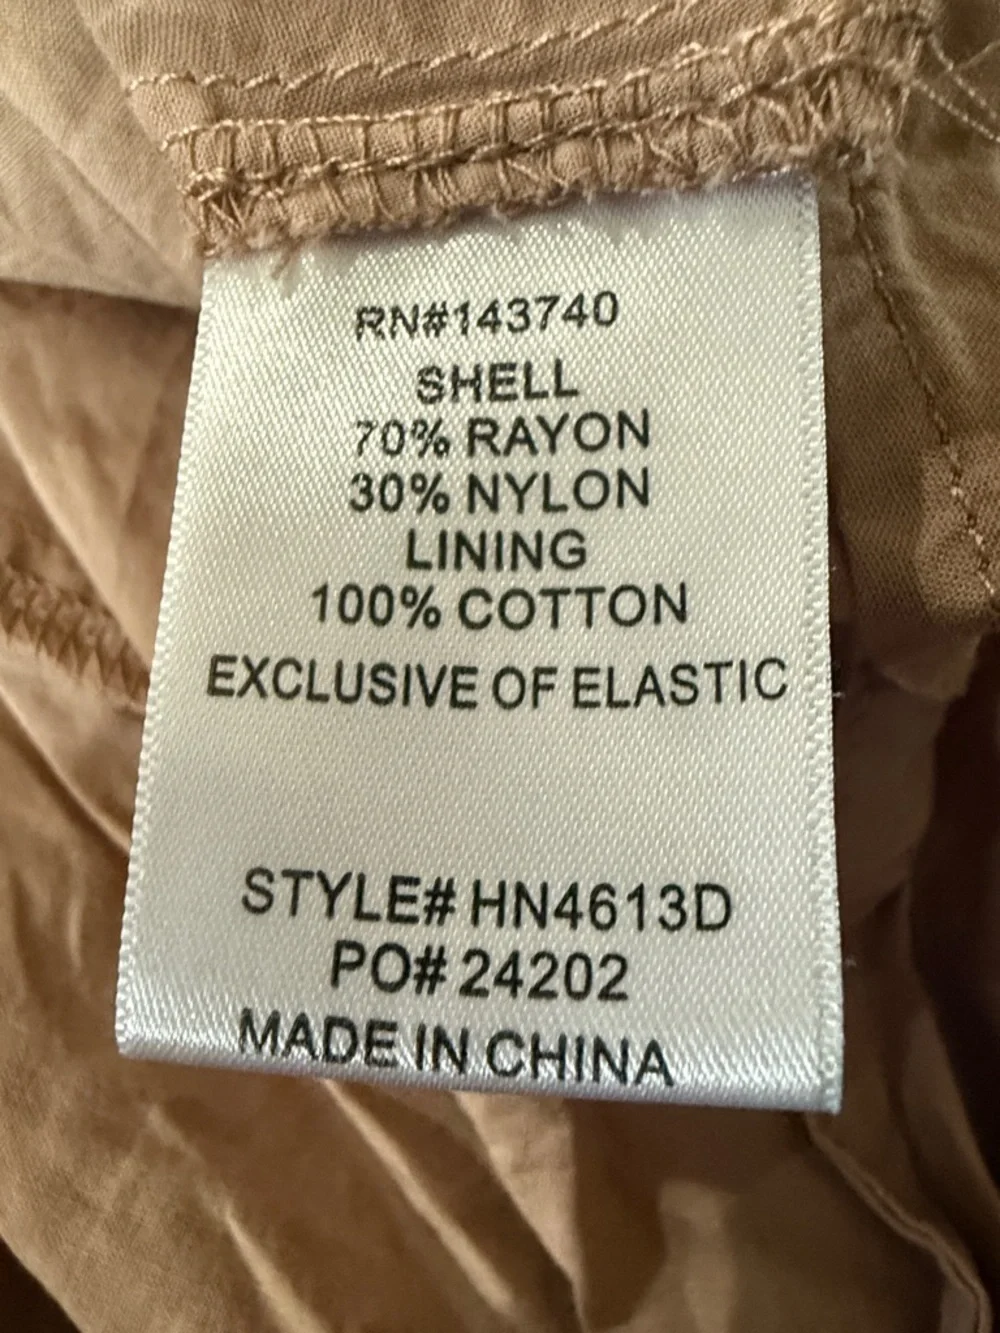 RN#143740
SHELL
70% RAYON
30% NYLON
LINING
100% COTTON
EXCLUSIVE OF ELASTIC
STYLE# HN4613D
PO# 24202
MADE IN CHINA